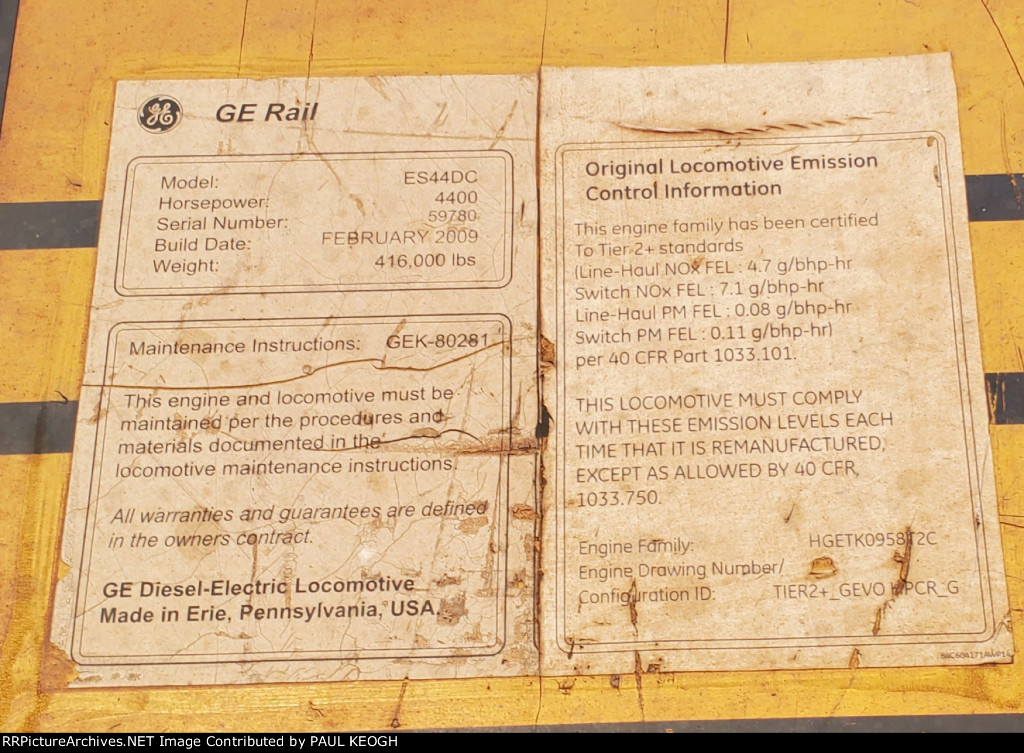 GE Rail
Model: ES44DC
Horsepower: 4400
Serial Number: 59780
Build Date: FEBRUARY 2009
Weight: 416,000 lbs
Maintenance Instructions: GEK-80281
This engine and locomotive must be
maintained per the procedures and
materials documented in the
locomotive maintenance instructions.
All warranties and guarantees are defined
in the owners contract.
GE Diesel-Electric Locomotive
Made in Erie, Pennsylvania, USA.
Original Locomotive Emission
Control Information
This engine family has been certified
To Tier 2+ standards
(Line-Haul NOx FEL : 4.7 g/bhp-hr
Switch NOx FEL : 7.1 g/bhp-hr
Line-Haul PM FEL : 0.08 g/bhp-hr
Switch PM FEL : 0.11 g/bhp-hr)
per 40 CFR Part 1033.101.
THIS LOCOMOTIVE MUST COMPLY
WITH THESE EMISSION LEVELS EACH
TIME THAT IT IS REMANUFACTURED,
EXCEPT AS ALLOWED BY 40 CFR,
1033.750.
Engine Family:
Engine Drawing Number/
Configuration ID: TIER2+_GEVO
RRPictureArchives.NET Image Contributed by PAUL KEOGH